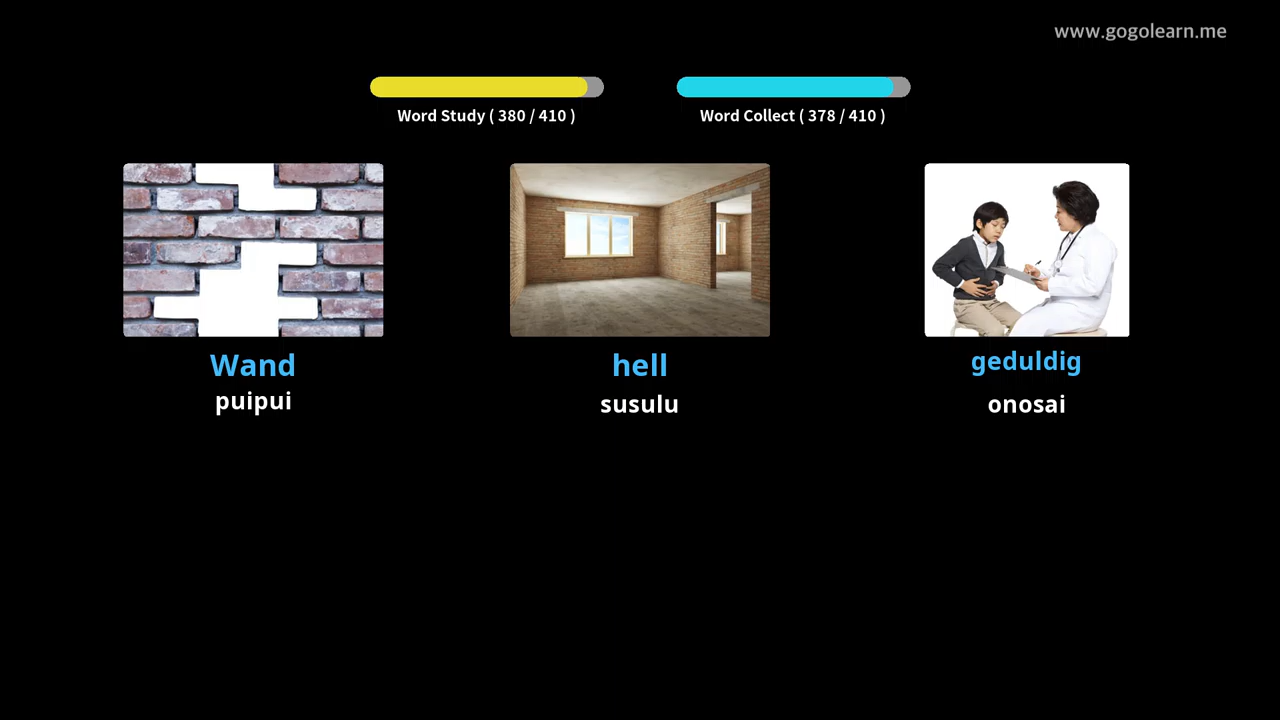 www.gogolearn.me
Word Study ( 380 / 410 )
Word Collect ( 378 / 410 )
Wand
puipui
hell
susulu
geduldig
onosai